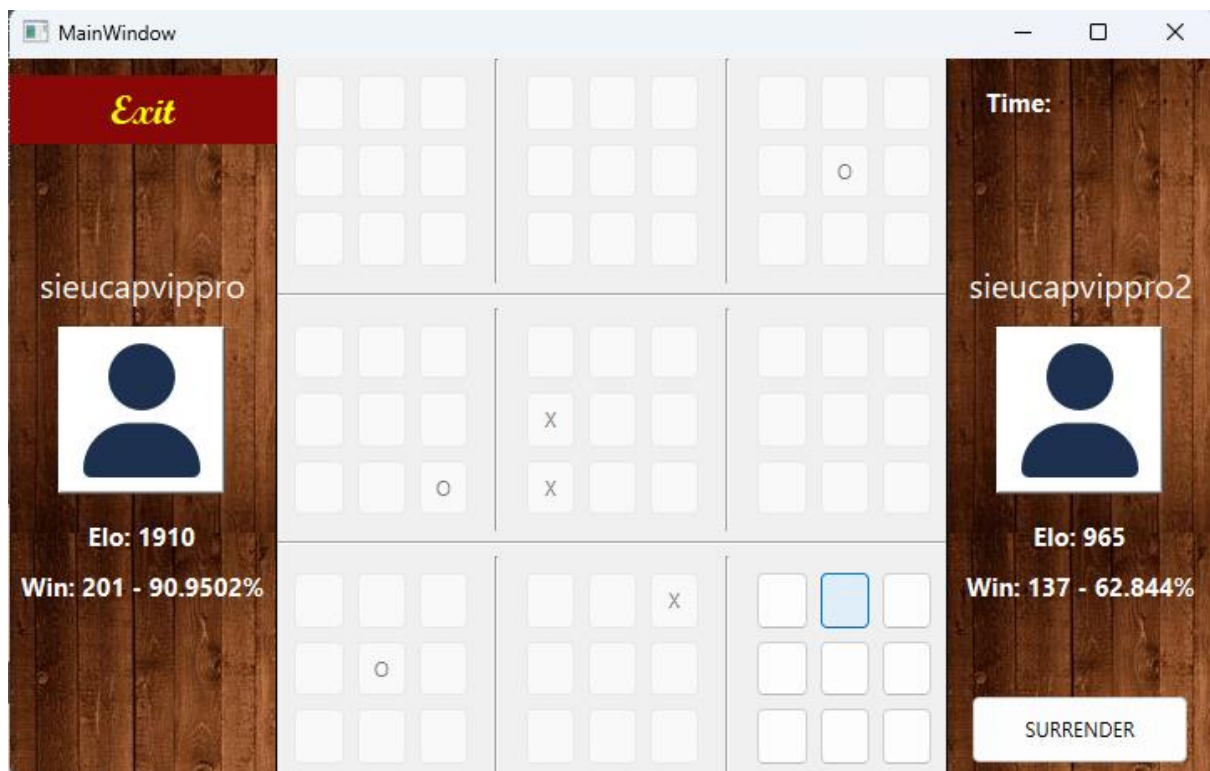 MainWindow
Exit
Time:
O
sieucapvippro
sieucapvippro2
X
O
X
Elo: 1910
Elo: 965
Win: 201 - 90.9502%
X
Win: 137 - 62.844%
O
SURRENDER